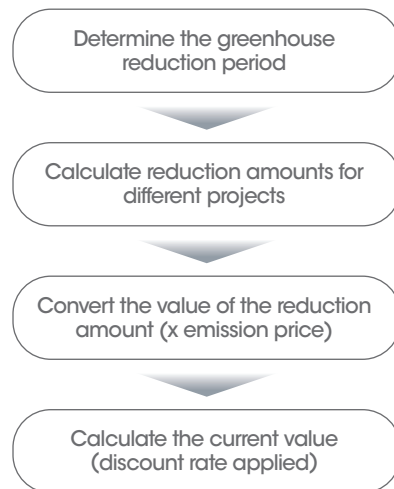 Determine the greenhouse
reduction period
Calculate reduction amounts for
different projects
Convert the value of the reduction
amount (x emission price)
Calculate the current value
(discount rate applied)